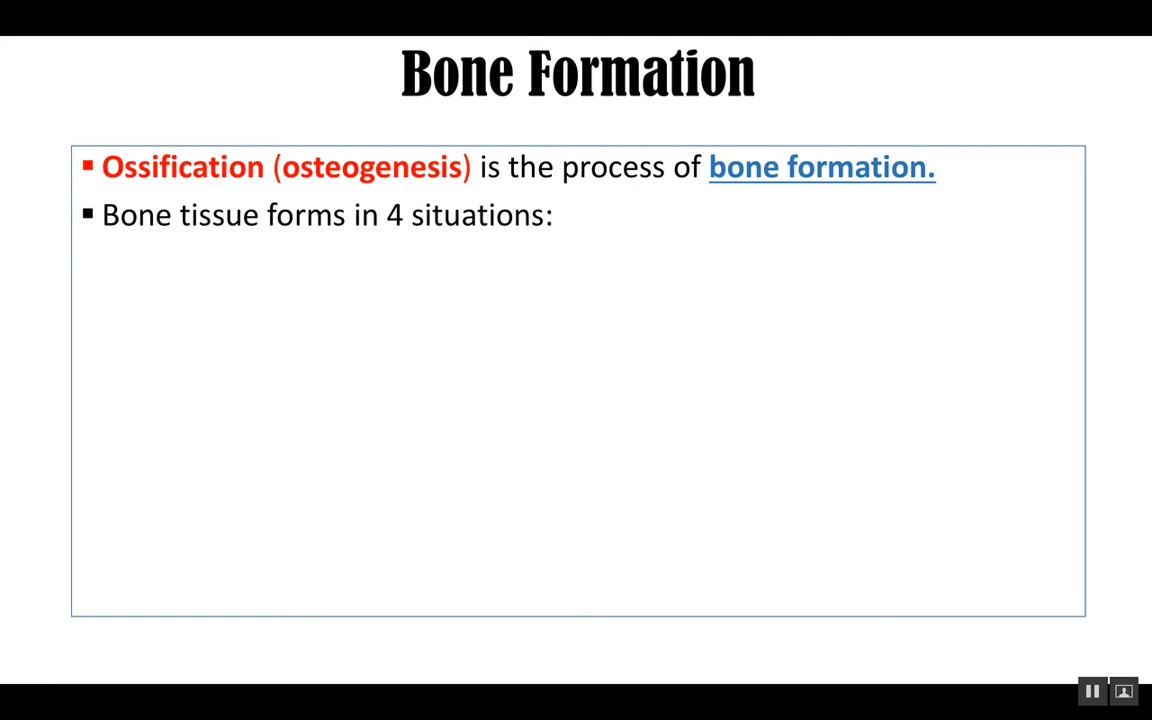 Bone Formation
▪ Ossification (osteogenesis) is the process of bone formation.
▪ Bone tissue forms in 4 situations: